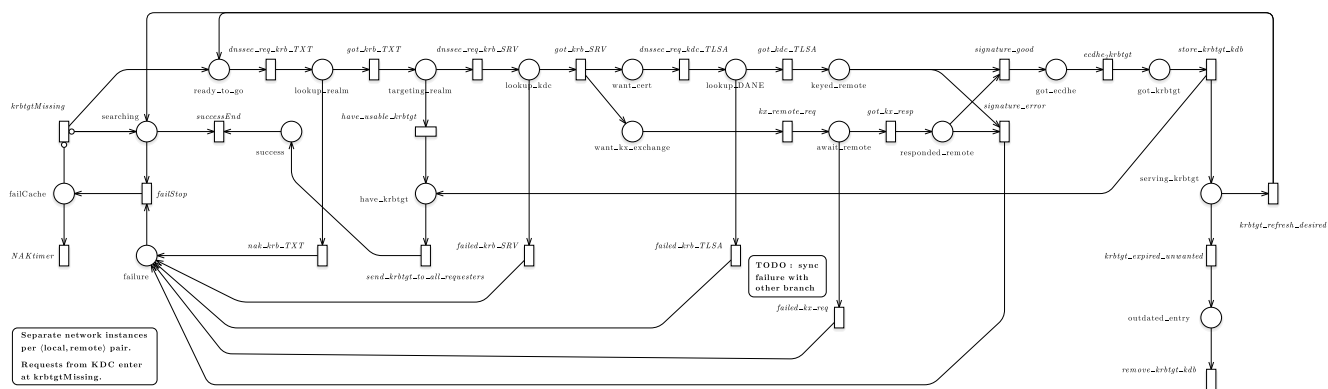 dnssec_req_krb_TXT
got_krb_TXT
dnssec_req_krb_SRV
got_krb_SRV
dnssec_req_kdc_TLSA
got_kdc_TLSA
signature_good
ecdhe_krbtgt
store_krbtgt_kdb
ready_to_go
lookup_realm
targeting_realm
lookup_kdc
want_cert
lookup_DANE
keyed_remote
got_ecdhe
got_krbtgt
krbtgtMissing
searching
successEnd
have_usable_krbtgt
kx_remote_req
got_kx_resp
signature_error
success
want_kx_exchange
await_remote
responded_remote
failCache
failStop
have_krbtgt
serving_krbtgt
krbtgt_refresh_desired
NAKtimer
failure
nak_krb_TXT
send_krbtgt_to_all_requesters
failed_krb_SRV
failed_krb_TLSA
krbtgt_expired_unwanted
TODO : sync
failure with
other branch
failed_kx_req
outdated_entry
Separate network instances
per (local, remote) pair.
Requests from KDC enter
at krbtgtMissing.
remove_krbtgt_kdb